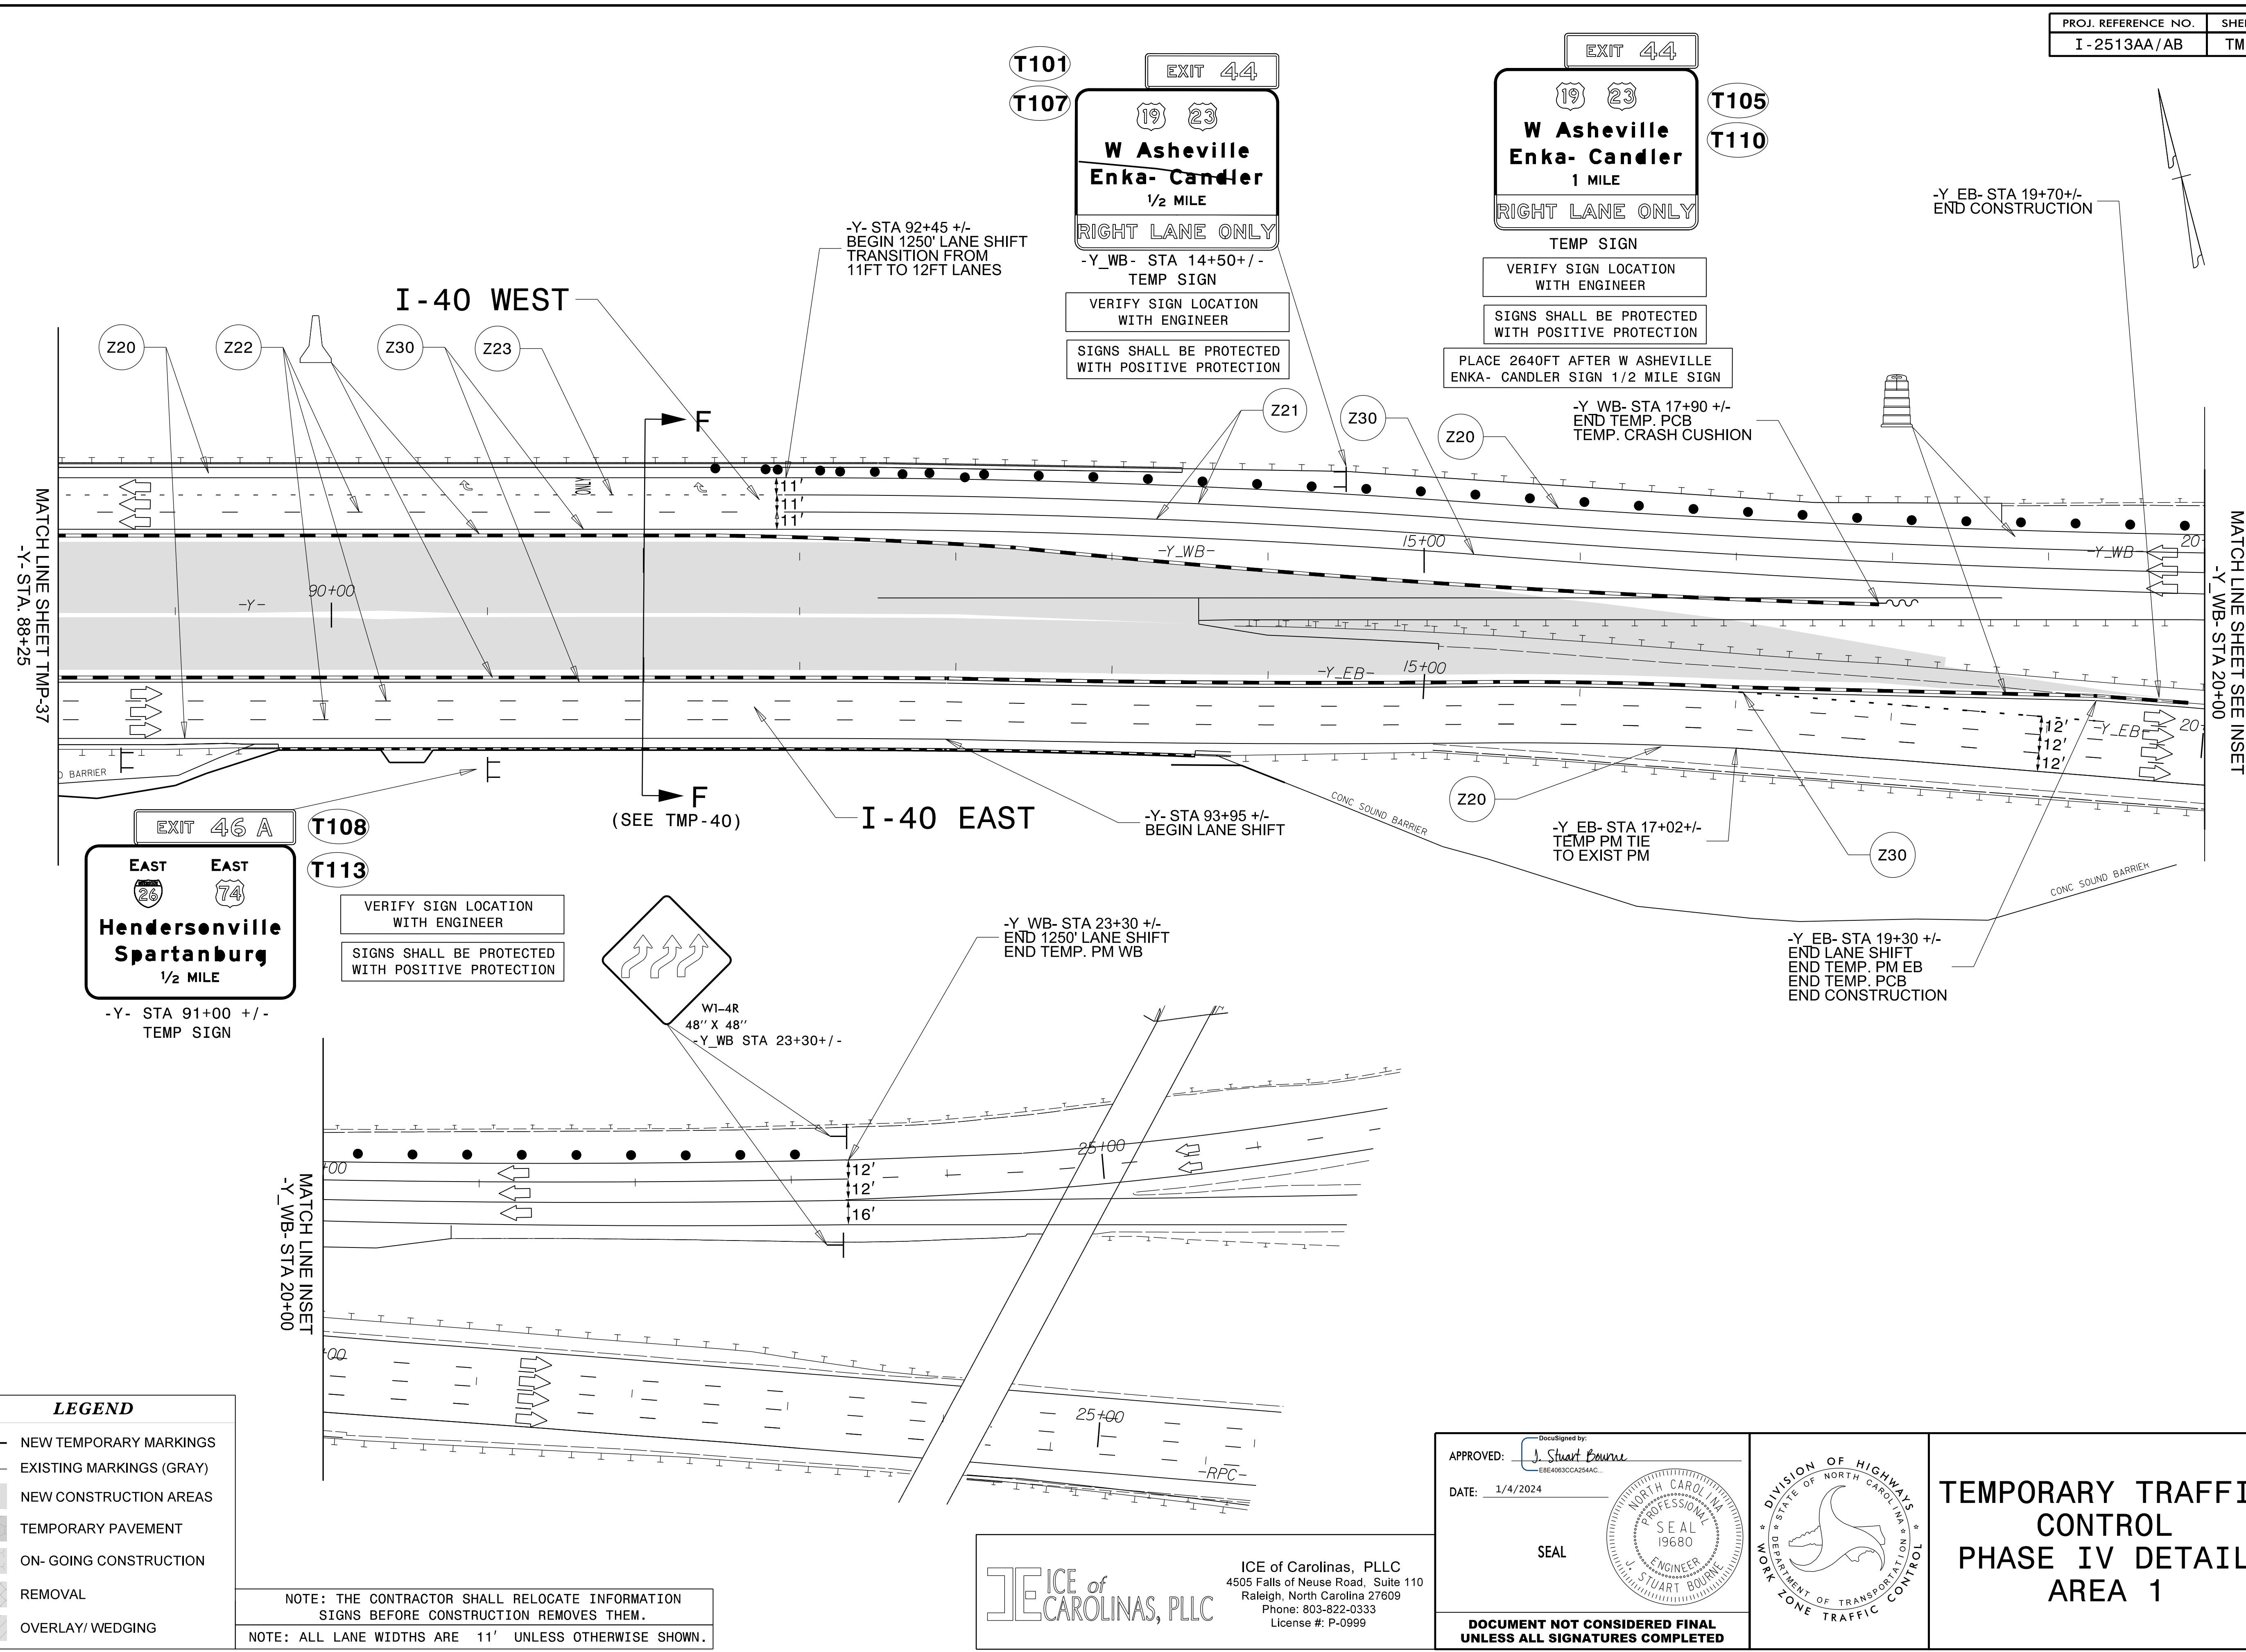 PROJ. REFERENCE NO.
I-2513AA/AB
T101
T107
EXIT 44
19 23
W Asheville
Enka- Candler
1/2 MILE
RIGHT LANE ONLY
-Y_WB- STA 14+50+/-
TEMP SIGN
VERIFY SIGN LOCATION
WITH ENGINEER
SIGNS SHALL BE PROTECTED
WITH POSITIVE PROTECTION
EXIT 44
19 23
W Asheville
Enka- Candler
1 MILE
RIGHT LANE ONLY
T105
T110
TEMP SIGN
VERIFY SIGN LOCATION
WITH ENGINEER
SIGNS SHALL BE PROTECTED
WITH POSITIVE PROTECTION
PLACE 2640FT AFTER W ASHEVILLE
ENKA- CANDLER SIGN 1/2 MILE SIGN
-Y_EB- STA 19+70+/-
END CONSTRUCTION
-Y- STA 92+45 +/-
BEGIN 1250' LANE SHIFT
TRANSITION FROM
11FT TO 12FT LANES
I-40 WEST
Z20
Z22
Z30
Z23
Z21
Z30
Z20
-Y_WB- STA 17+90 +/-
END TEMP. PCB
TEMP. CRASH CUSHION
F
ONLY
11'
11'
11'
-Y_WB-
15+00
-Y_WB-
20
MATCH LINE SHEET TMP-37
-Y- STA. 88+25
MATCH LINE SHEET SEE INSET
-Y_WB- STA 20+00
90+00
-Y-
-Y_EB-
15+00
12'
12'
12'
-Y_EB-
20
BARRIER
F
(SEE TMP-40)
I-40 EAST
-Y- STA 93+95 +/-
BEGIN LANE SHIFT
CONC SOUND BARRIER
Z20
-Y_EB- STA 17+02+/-
TEMP PM TIE
TO EXIST PM
Z30
CONC SOUND BARRIER
EXIT 46 A
T108
T113
EAST EAST
26 74
Hendersonville
Spartanburg
1/2 MILE
-Y- STA 91+00 +/-
TEMP SIGN
VERIFY SIGN LOCATION
WITH ENGINEER
SIGNS SHALL BE PROTECTED
WITH POSITIVE PROTECTION
W1-4R
48'' X 48''
-Y_WB STA 23+30+/-
-Y_WB- STA 23+30 +/-
END 1250' LANE SHIFT
END TEMP. PM WB
-Y_EB- STA 19+30 +/-
END LANE SHIFT
END TEMP. PM EB
END TEMP. PCB
END CONSTRUCTION
MATCH LINE INSET
-Y_WB- STA 20+00
+00
12'
12'
16'
25+00
+00
25+00
-RPC-
LEGEND
NEW TEMPORARY MARKINGS
EXISTING MARKINGS (GRAY)
NEW CONSTRUCTION AREAS
TEMPORARY PAVEMENT
ON- GOING CONSTRUCTION
REMOVAL
OVERLAY/ WEDGING
NOTE: THE CONTRACTOR SHALL RELOCATE INFORMATION
SIGNS BEFORE CONSTRUCTION REMOVES THEM.
NOTE: ALL LANE WIDTHS ARE 11' UNLESS OTHERWISE SHOWN.
ICE of
CAROLINAS, PLLC
ICE of Carolinas, PLLC
4505 Falls of Neuse Road, Suite 110
Raleigh, North Carolina 27609
Phone: 803-822-0333
License #: P-0999
DocuSigned by:
APPROVED: J. Stuart Bourne
E8E4063CCA254AC...
DATE: 1/4/2024
SEAL
NORTH CAROLINA
PROFESSIONAL
SEAL
19680
ENGINEER
J. STUART BOURNE
DOCUMENT NOT CONSIDERED FINAL
UNLESS ALL SIGNATURES COMPLETED
DIVISION OF HIGHWAYS
STATE OF NORTH CAROLINA
DEPARTMENT OF TRANSPORTATION
WORK ZONE TRAFFIC CONTROL
TEMPORARY TRAFFI
CONTROL
PHASE IV DETAIL
AREA 1